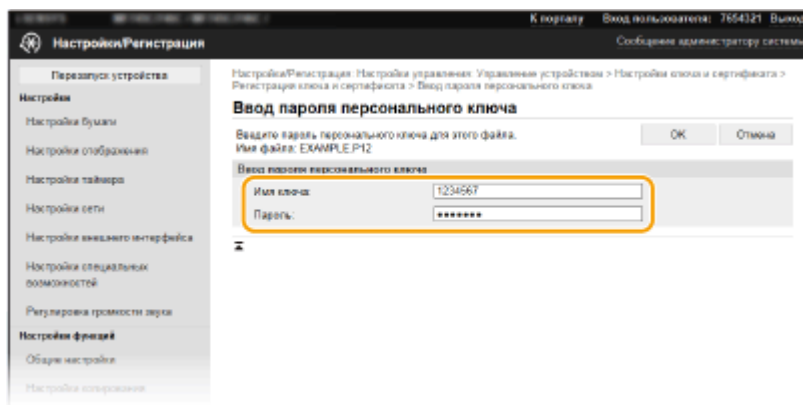 К порталу Вход пользователя: 7654321 Выход
Настройки/Регистрация
Сообщение администратору системы
Перезапуск устройства
Настройки
Настройки бумаги
Настройки отображения
Настройки таймера
Настройки сети
Настройки внешнего интерфейса
Настройки специальных
возможностей
Регулировка громкости звука
Настройки функций
Общие настройки
Настройки копирования
Настройки/Регистрация: Настройки управления: Управление устройством > Настройки ключа и сертификата >
Регистрация ключа и сертификата > Ввод пароля персонального ключа
Ввод пароля персонального ключа
Введите пароль персонального ключа для этого файла.
Имя файла: EXAMPLE.P12
OK Отмена
Ввод пароля персонального ключа
Имя ключа: 1234567
Пароль: •••••••